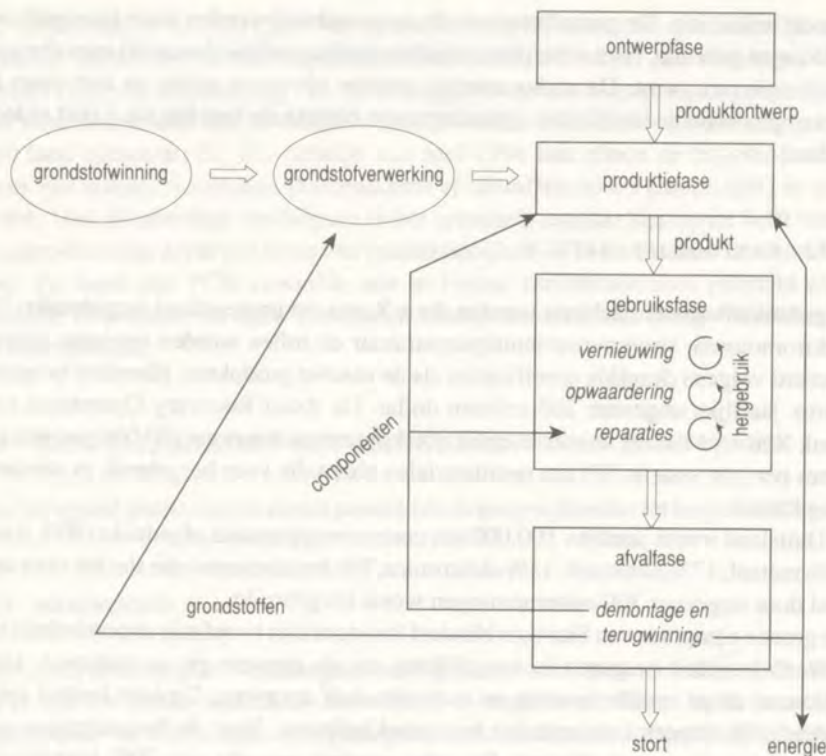 ontwerpfase
produktontwerp
grondstofwinning
grondstofverwerking
produktiefase
produkt
gebruiksfase
vernieuwing
opwaardering
reparaties
hergebruik
componenten
afvalfase
grondstoffen
demontage en
terugwinning
stort
energie